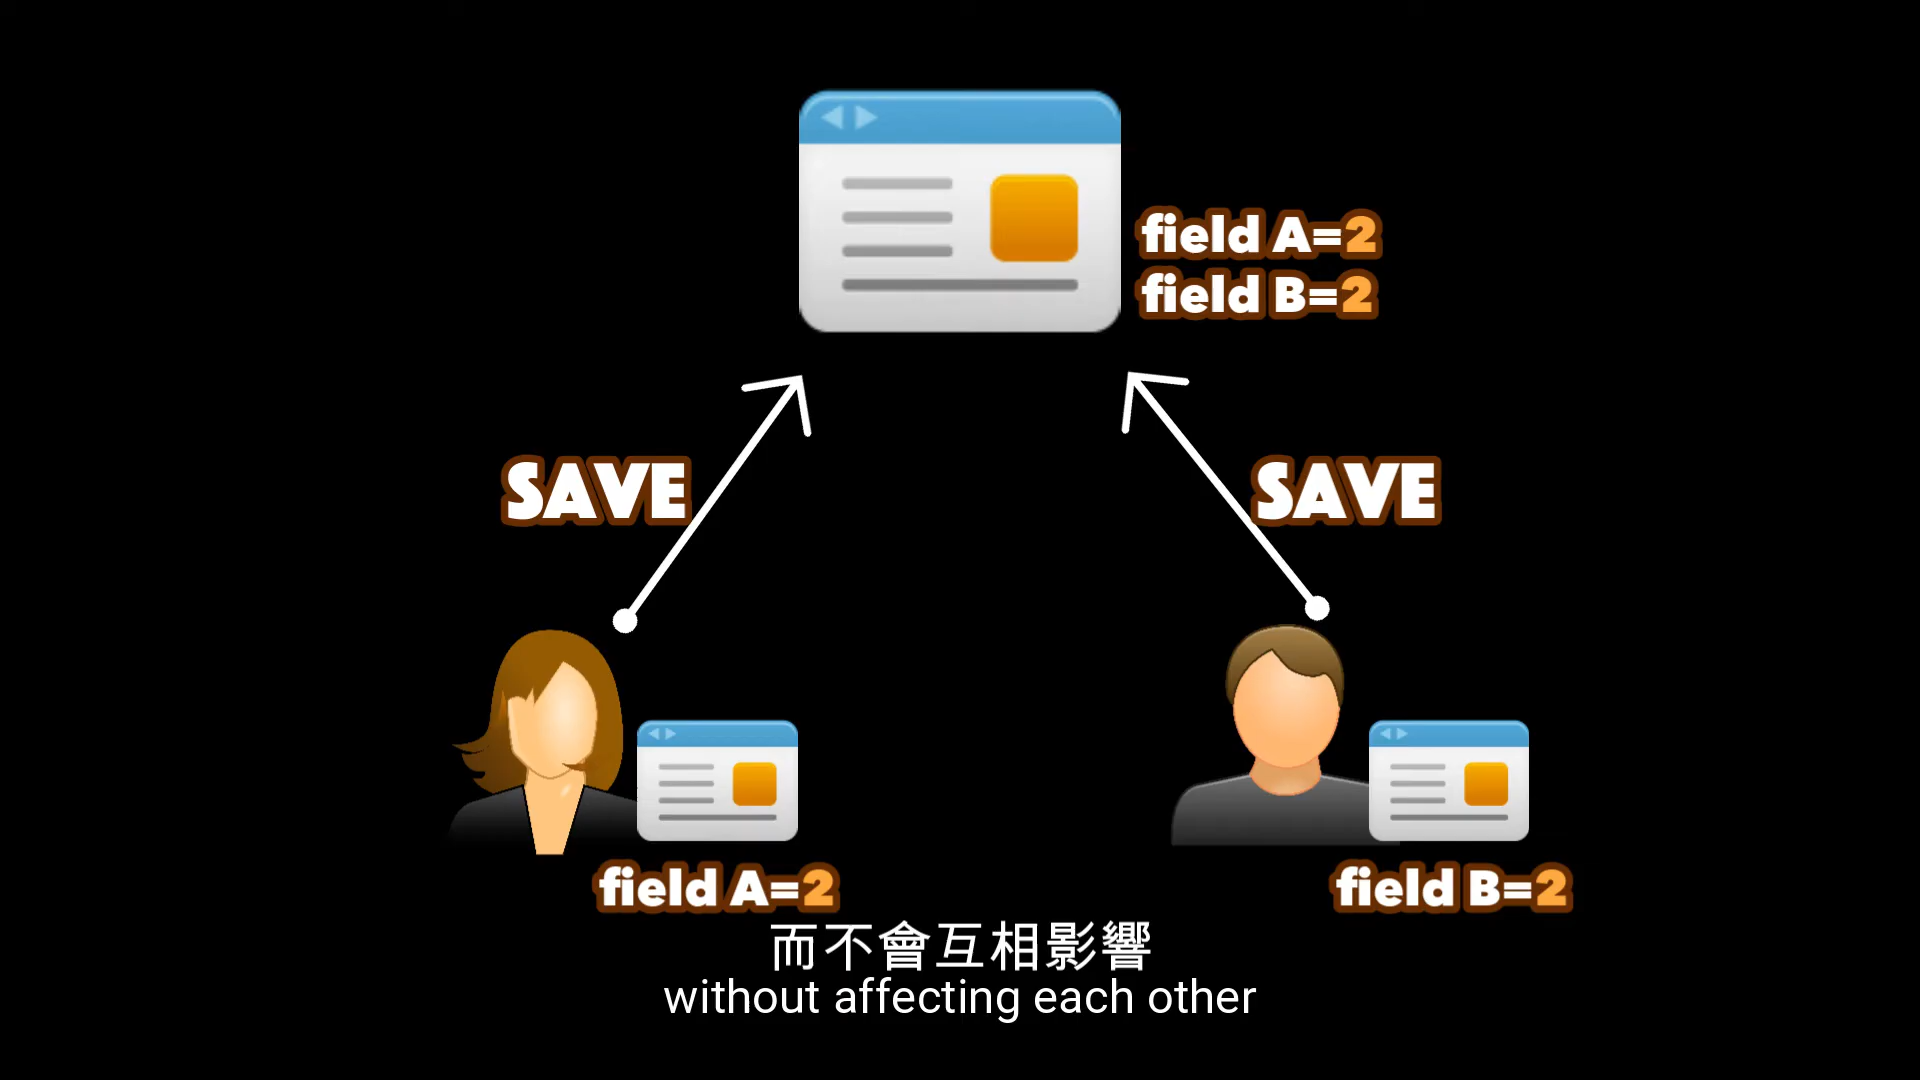 field A=2
field B=2
SAVE
SAVE
field A=2
field B=2
而不會互相影響
without affecting each other